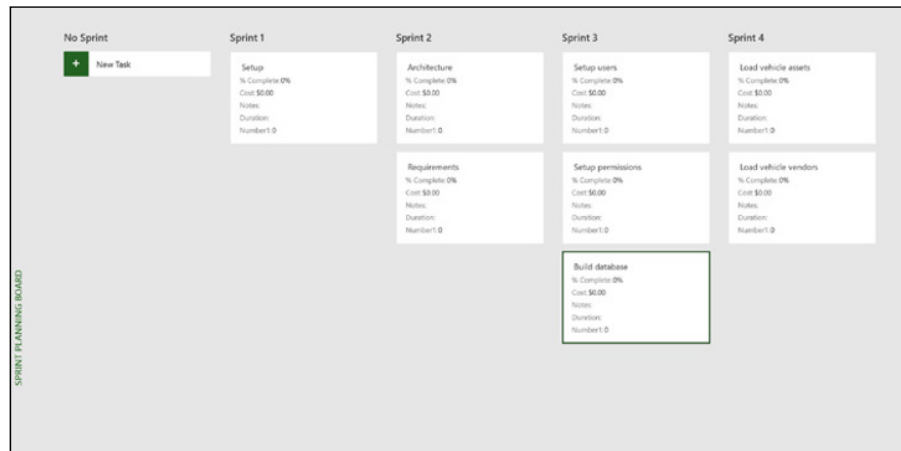 No Sprint
+ New Task
Sprint 1
Setup
% Complete:0%
Cost:$0.00
Notes:
Duration:
Number1:0
Sprint 2
Architecture
% Complete:0%
Cost:$0.00
Notes:
Duration:
Number1:0
Requirements
% Complete:0%
Cost:$0.00
Notes:
Duration:
Number1:0
Sprint 3
Setup users
% Complete:0%
Cost:$0.00
Notes:
Duration:
Number1:0
Setup permissions
% Complete:0%
Cost:$0.00
Notes:
Duration:
Number1:0
Build database
% Complete:0%
Cost:$0.00
Notes:
Duration:
Number1:0
Sprint 4
Load vehicle assets
% Complete:0%
Cost:$0.00
Notes:
Duration:
Number1:0
Load vehicle vendors
% Complete:0%
Cost:$0.00
Notes:
Duration:
Number1:0
SPRINT PLANNING BOARD